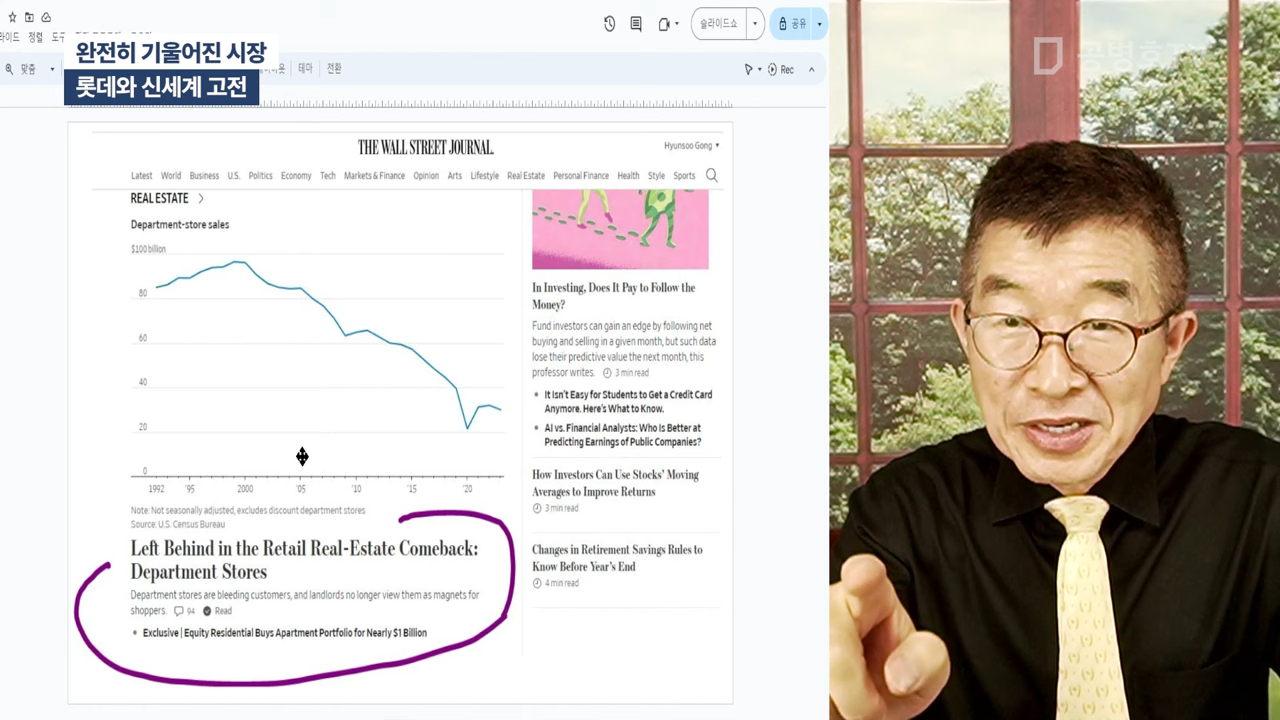 슬라이드쇼
공유
완전히 기울어진 시장
롯데와 신세계 고전
맞춤
테마
전환
Rec
THE WALL STREET JOURNAL.
Hyunsoo Gong
Latest World Business U.S. Politics Economy Tech Markets & Finance Opinion Arts Lifestyle Real Estate Personal Finance Health Style Sports
REAL ESTATE
Department-store sales
$100 billion
80
60
40
20
0
1992 '95 2000 '05 '10 '15 '20
Note: Not seasonally adjusted, excludes discount department stores
Source: U.S. Census Bureau
Left Behind in the Retail Real-Estate Comeback:
Department Stores
Department stores are bleeding customers, and landlords no longer view them as magnets for
shoppers. 94 Read
Exclusive | Equity Residential Buys Apartment Portfolio for Nearly $1 Billion
In Investing, Does It Pay to Follow the
Money?
Fund investors can gain an edge by following net
buying and selling in a given month, but such data
lose their predictive value the next month, this
professor writes. 3 min read
It Isn't Easy for Students to Get a Credit Card
Anymore. Here's What to Know.
AI vs. Financial Analysts: Who Is Better at
Predicting Earnings of Public Companies?
How Investors Can Use Stocks' Moving
Averages to Improve Returns
3 min read
Changes in Retirement Savings Rules to
Know Before Year's End
4 min read
공병호TV